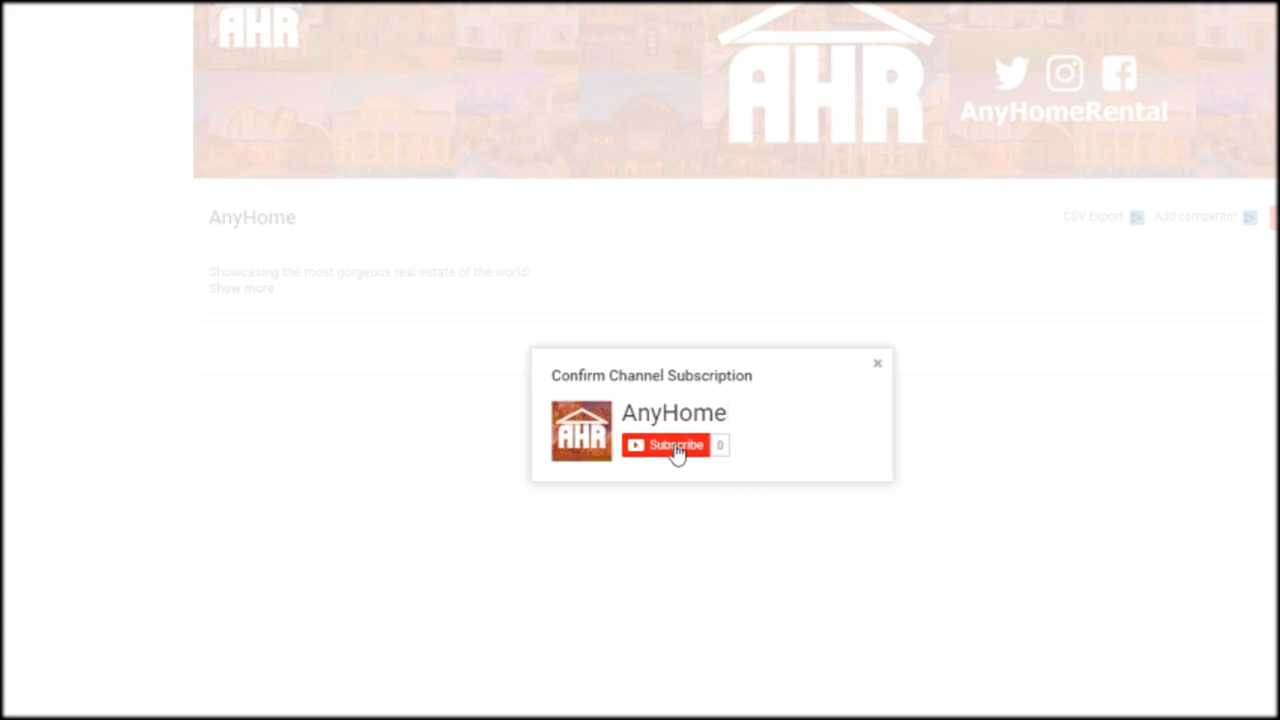 AHR
AHR
AnyHomeRental
AnyHome
CSV Export
Add competitor
Showcasing the most gorgeous real estate of the world!
Show more
Confirm Channel Subscription
AnyHome
AHR
Subscribe 0